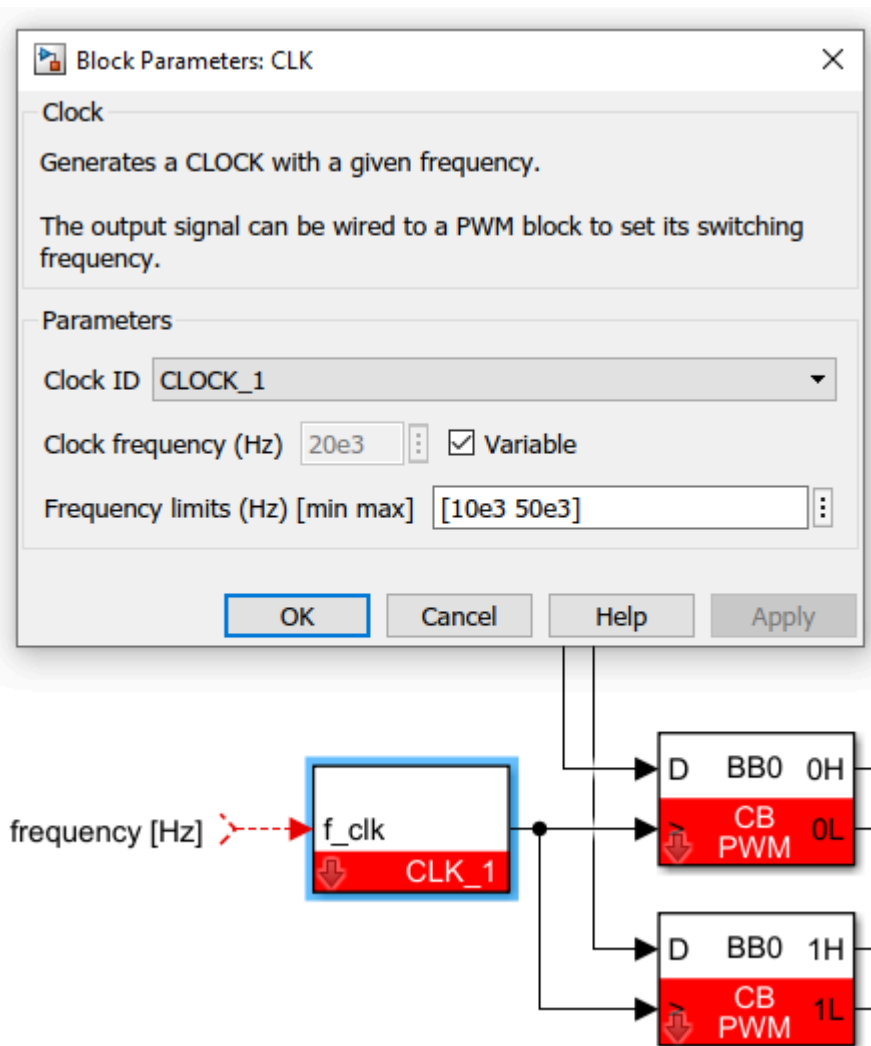 Block Parameters: CLK
Clock
Generates a CLOCK with a given frequency.
The output signal can be wired to a PWM block to set its switching
frequency.
Parameters
Clock ID CLOCK_1
Clock frequency (Hz) 20e3 Variable
Frequency limits (Hz) [min max] [10e3 50e3]
OK Cancel Help Apply
D BB0 0H
frequency [Hz] f_clk
> CB 0L
PWM
CLK_1
D BB0 1H
> CB 1L
PWM